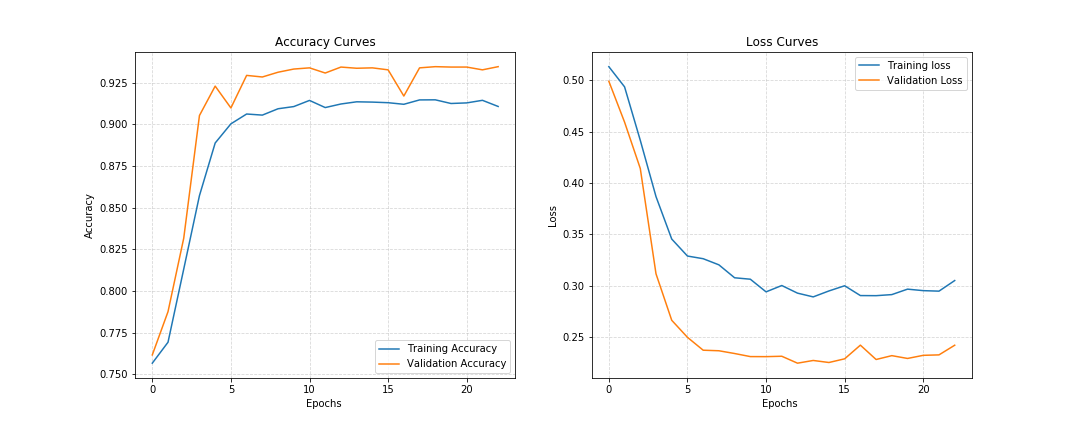 Accuracy Curves
0.925
0.900
0.875
0.850
0.825
0.800
0.775
0.750
Accuracy
0 5 10 15 20
Epochs
Training Accuracy
Validation Accuracy
Loss Curves
0.50
0.45
0.40
0.35
0.30
0.25
Loss
0 5 10 15 20
Epochs
Training loss
Validation Loss